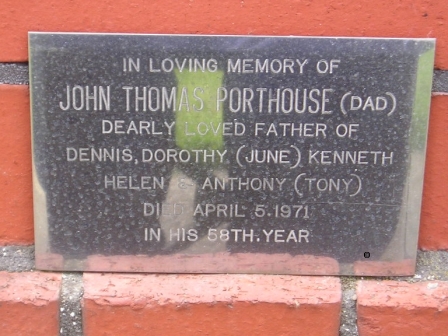 IN LOVING MEMORY OF
JOHN THOMAS PORTHOUSE (DAD)
DEARLY LOVED FATHER OF
DENNIS, DOROTHY (JUNE) KENNETH
HELEN & ANTHONY (TONY)
DIED APRIL 5. 1971
IN HIS 58TH. YEAR